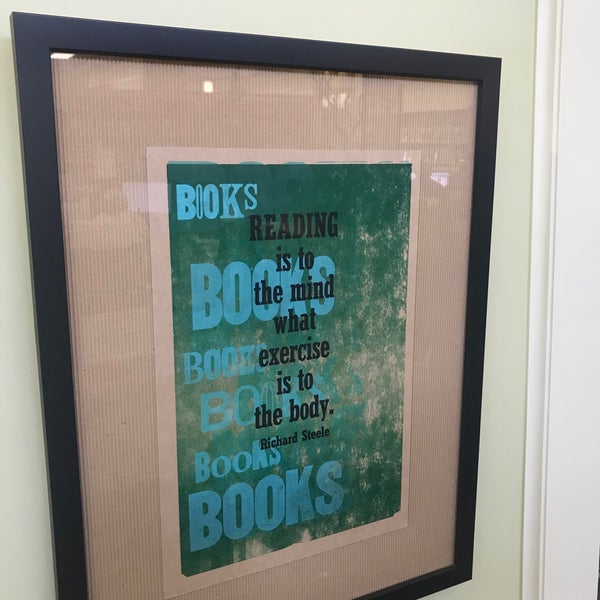 BOOKS
READING
is to
BOOKS
the mind
what
BOOKS
exercise
is to
BOOKS
the body.
Richard Steele
BOOKS
BOOKS